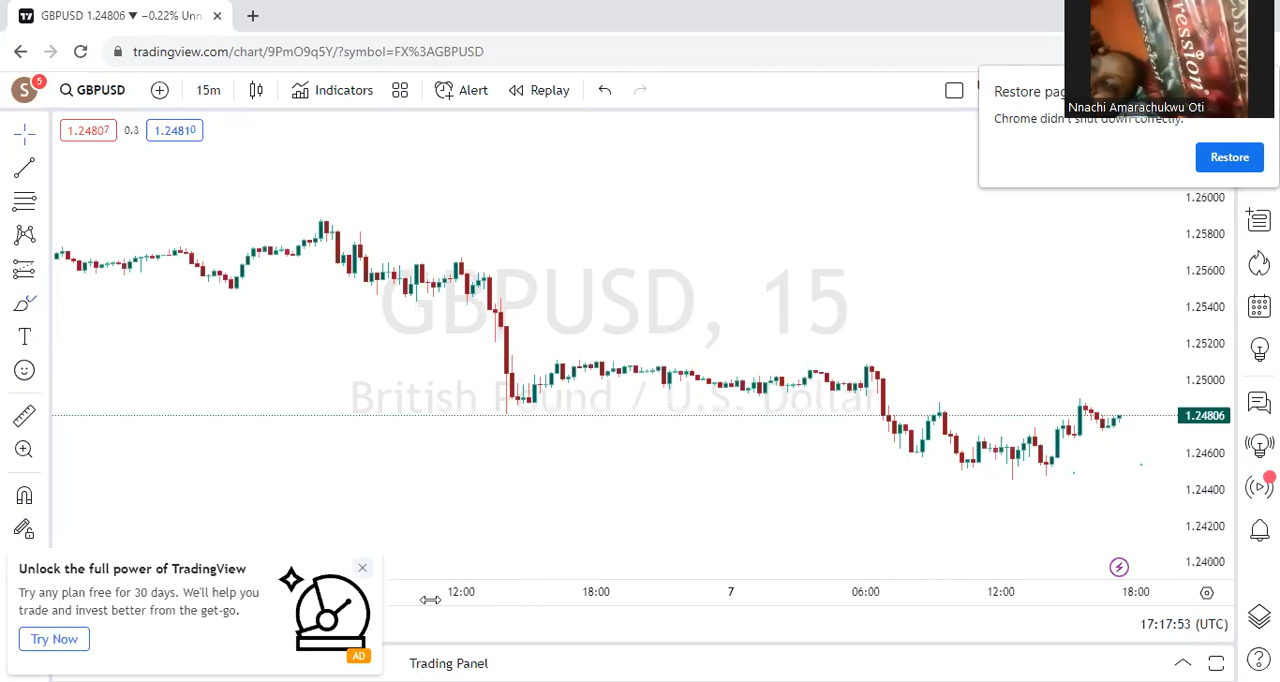 GBPUSD 1.24806 ▼ −0.22% Unn
tradingview.com/chart/9PmO9q5Y/?symbol=FX%3AGBPUSD
S 5 GBPUSD 15m Indicators Alert Replay
1.24807 0.3 1.24810
Restore pag
Chrome didn't shut down correctly.
Restore
ression
ression
Nnachi Amarachukwu Oti
GBPUSD, 15
British Pound / U.S. Dollar
1.26000
1.25800
1.25600
1.25400
1.25200
1.25000
1.24806
1.24600
1.24400
1.24200
1.24000
12:00 18:00 7 06:00 12:00 18:00
17:17:53 (UTC)
Unlock the full power of TradingView
Try any plan free for 30 days. We'll help you
trade and invest better from the get-go.
Try Now
AD
Trading Panel